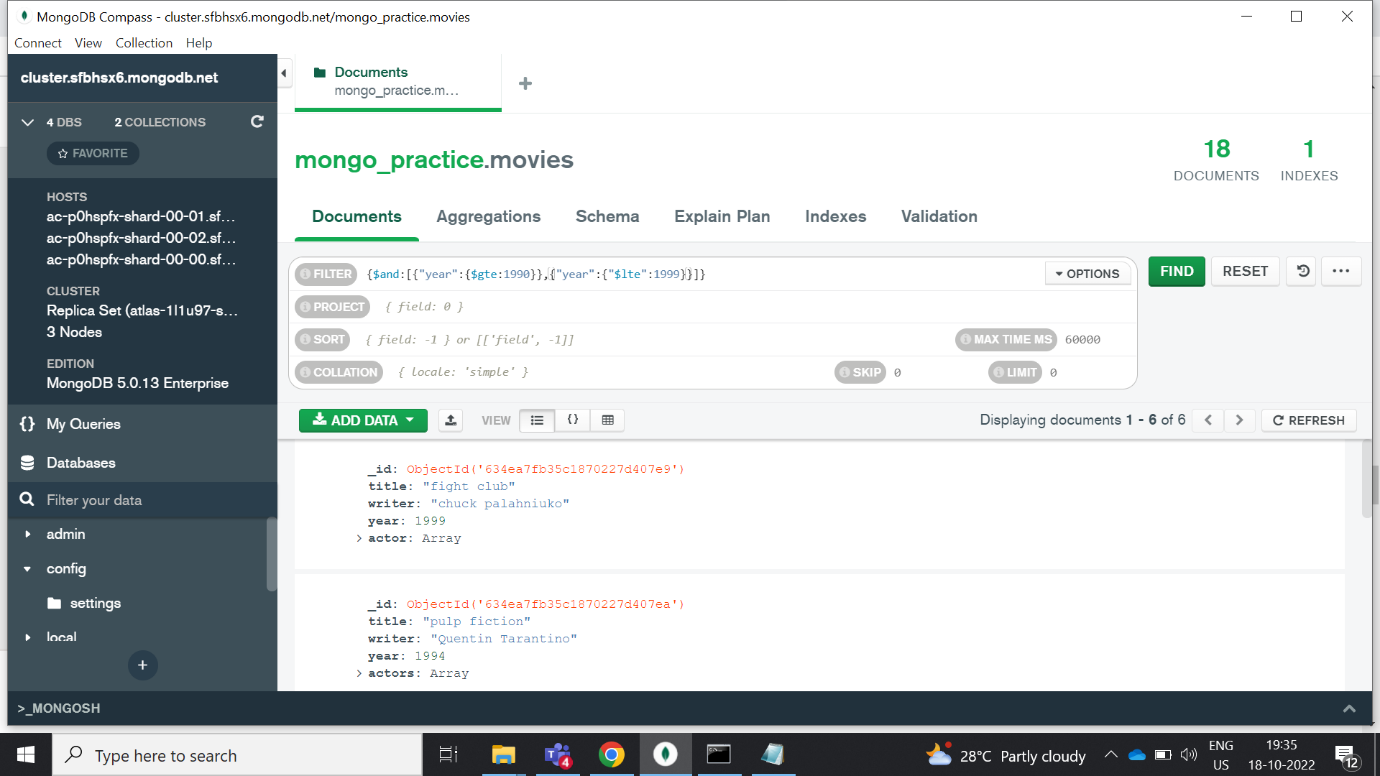 MongoDB Compass - cluster.sfbhsx6.mongodb.net/mongo_practice.movies
Connect View Collection Help
cluster.sfbhsx6.mongodb.net
4 DBS 2 COLLECTIONS
FAVORITE
HOSTS
ac-p0hspfx-shard-00-01.sf...
ac-p0hspfx-shard-00-02.sf...
ac-p0hspfx-shard-00-00.sf...
CLUSTER
Replica Set (atlas-1l1u97-s...
3 Nodes
EDITION
MongoDB 5.0.13 Enterprise
{} My Queries
Databases
Filter your data
admin
config
settings
local
+
Documents
mongo_practice.m...
+
mongo_practice.movies
18
DOCUMENTS
1
INDEXES
Documents Aggregations Schema Explain Plan Indexes Validation
FILTER {$and:[{"year":{$gte:1990}},{"year":{"$lte":1999}}]}
OPTIONS
FIND RESET ...
PROJECT { field: 0 }
SORT { field: -1 } or [['field', -1]]
MAX TIME MS 60000
COLLATION { locale: 'simple' }
SKIP 0 LIMIT 0
ADD DATA VIEW {} Displaying documents 1 - 6 of 6 < > REFRESH
_id: ObjectId('634ea7fb35c1870227d407e9')
title: "fight club"
writer: "chuck palahniuko"
year: 1999
> actor: Array
_id: ObjectId('634ea7fb35c1870227d407ea')
title: "pulp fiction"
writer: "Quentin Tarantino"
year: 1994
> actors: Array
>_MONGOSH
Type here to search
4
28°C Partly cloudy
ENG
US
19:35
18-10-2022
12